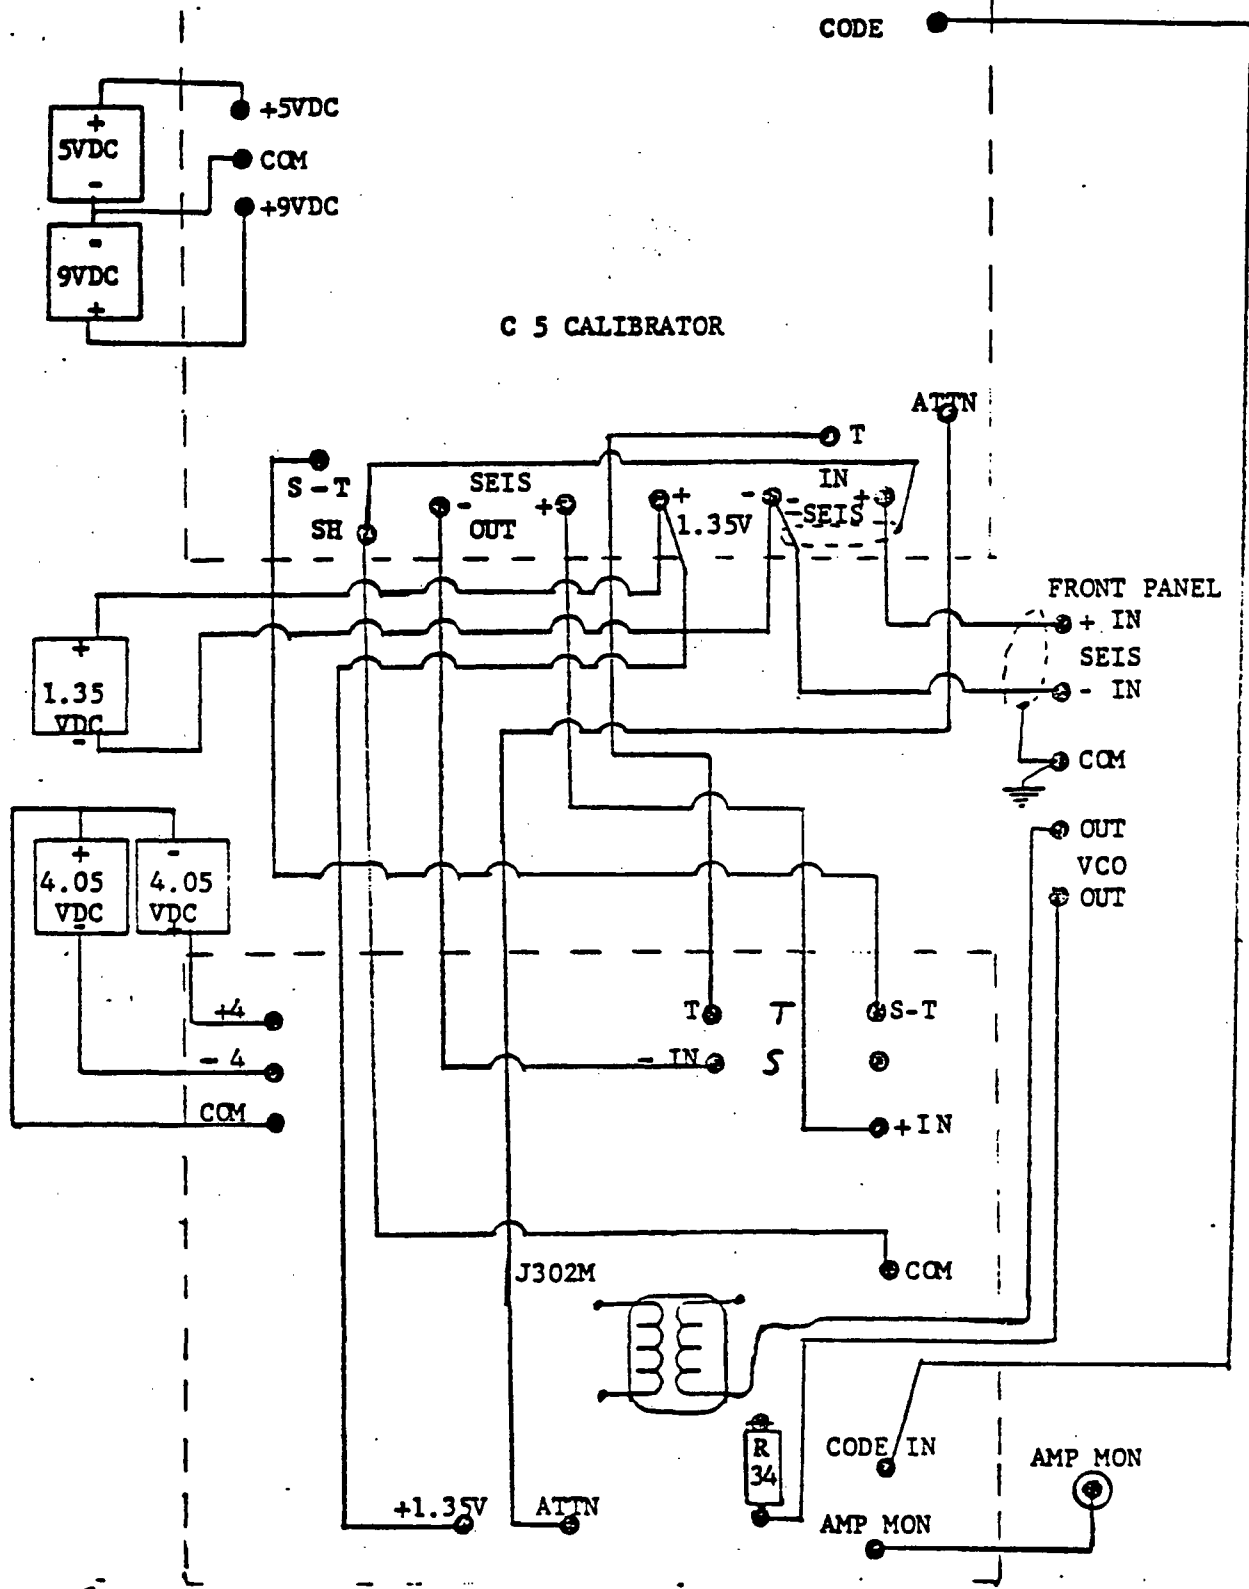 CODE
+
5VDC
-
+5VDC
COM
+9VDC
-
9VDC
+
C 5 CALIBRATOR
ATTN
T
S-T
SH
- SEIS +
OUT
+
1.35V
-
IN
- SEIS +
FRONT PANEL
+ IN
SEIS
- IN
COM
+
1.35
VDC
-
OUT
VCO
OUT
+
4.05
VDC
-
-
4.05
VDC
+
+4
- 4
COM
T
T
S-T
- IN
S
+IN
COM
J302M
R
34
CODE IN
AMP MON
+1.35V
ATTN
AMP MON